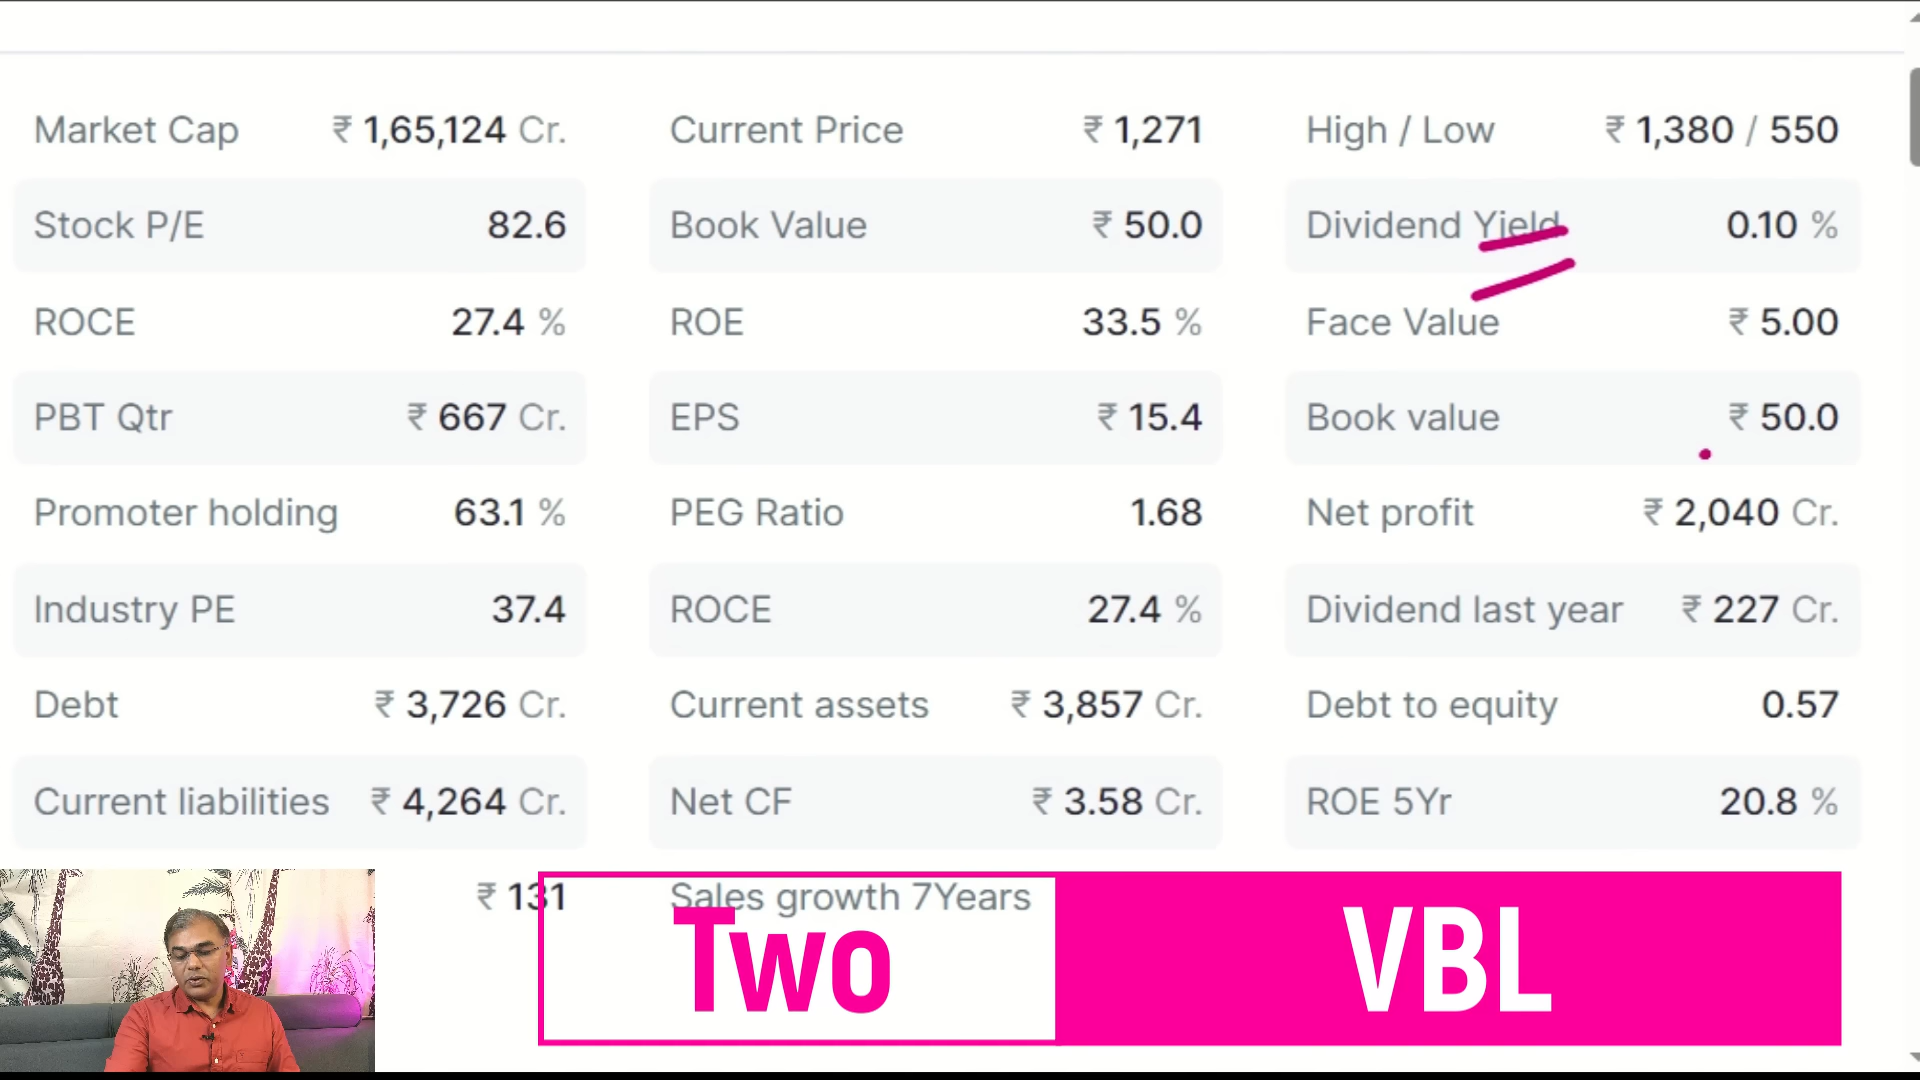 Market Cap ₹ 1,65,124 Cr. Current Price ₹ 1,271 High / Low ₹ 1,380 / 550
Stock P/E 82.6 Book Value ₹ 50.0 Dividend Yield 0.10 %
ROCE 27.4 % ROE 33.5 % Face Value ₹ 5.00
PBT Qtr ₹ 667 Cr. EPS ₹ 15.4 Book value ₹ 50.0
Promoter holding 63.1 % PEG Ratio 1.68 Net profit ₹ 2,040 Cr.
Industry PE 37.4 ROCE 27.4 % Dividend last year ₹ 227 Cr.
Debt ₹ 3,726 Cr. Current assets ₹ 3,857 Cr. Debt to equity 0.57
Current liabilities ₹ 4,264 Cr. Net CF ₹ 3.58 Cr. ROE 5Yr 20.8 %
₹ 131 Sales growth 7Years
Two VBL